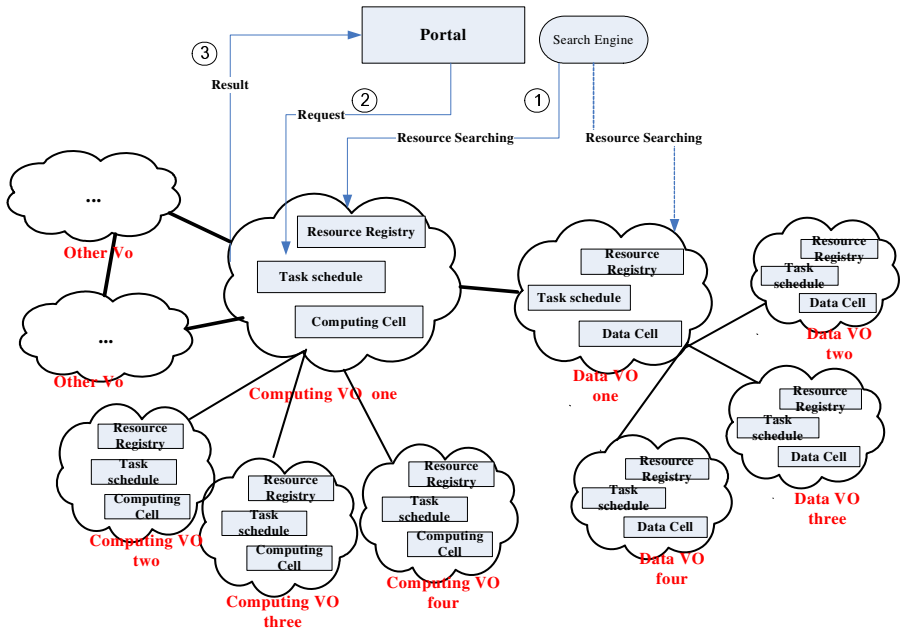 Portal
Search Engine
3
2
1
Result
Request
Resource Searching
Resource Searching
...
Other Vo
...
Other Vo
Resource Registry
Task schedule
Computing Cell
Computing VO one
Resource
Registry
Task schedule
Data Cell
Data VO
one
Resource
Registry
Task
schedule
Data Cell
Data VO
two
Resource
Registry
Task
schedule
Data Cell
Data VO
three
Resource
Registry
Task
schedule
Data Cell
Data VO
four
Resource
Registry
Task
schedule
Computing
Cell
Computing VO
two
Resource
Registry
Task
schedule
Computing
Cell
Computing VO
three
Resource
Registry
Task
schedule
Computing
Cell
Computing VO
four